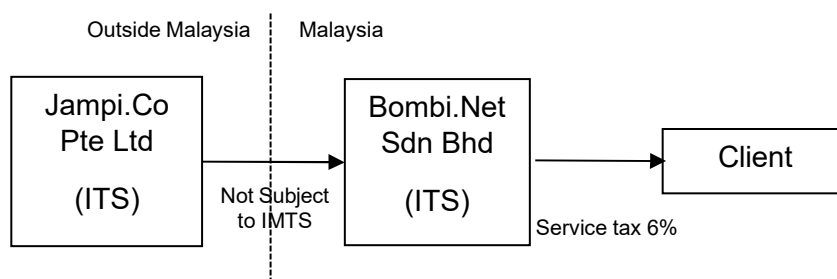 Outside Malaysia
Malaysia
Jampi.Co
Pte Ltd
(ITS)
Not Subject
to IMTS
Bombi.Net
Sdn Bhd
(ITS)
Service tax 6%
Client